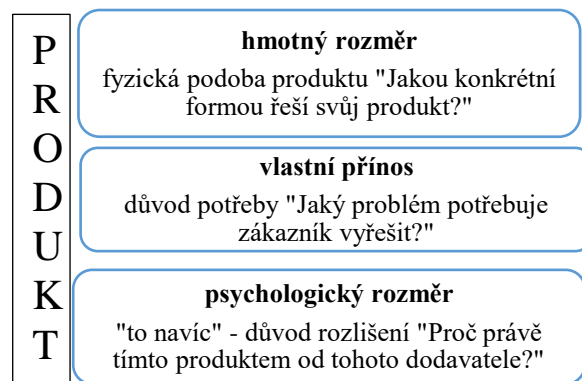 PRODUKT
hmotný rozměr
fyzická podoba produktu "Jakou konkrétní
formou řeší svůj produkt?"
vlastní přínos
důvod potřeby "Jaký problém potřebuje
zákazník vyřešit?"
psychologický rozměr
"to navíc" - důvod rozlišení "Proč právě
tímto produktem od tohoto dodavatele?"